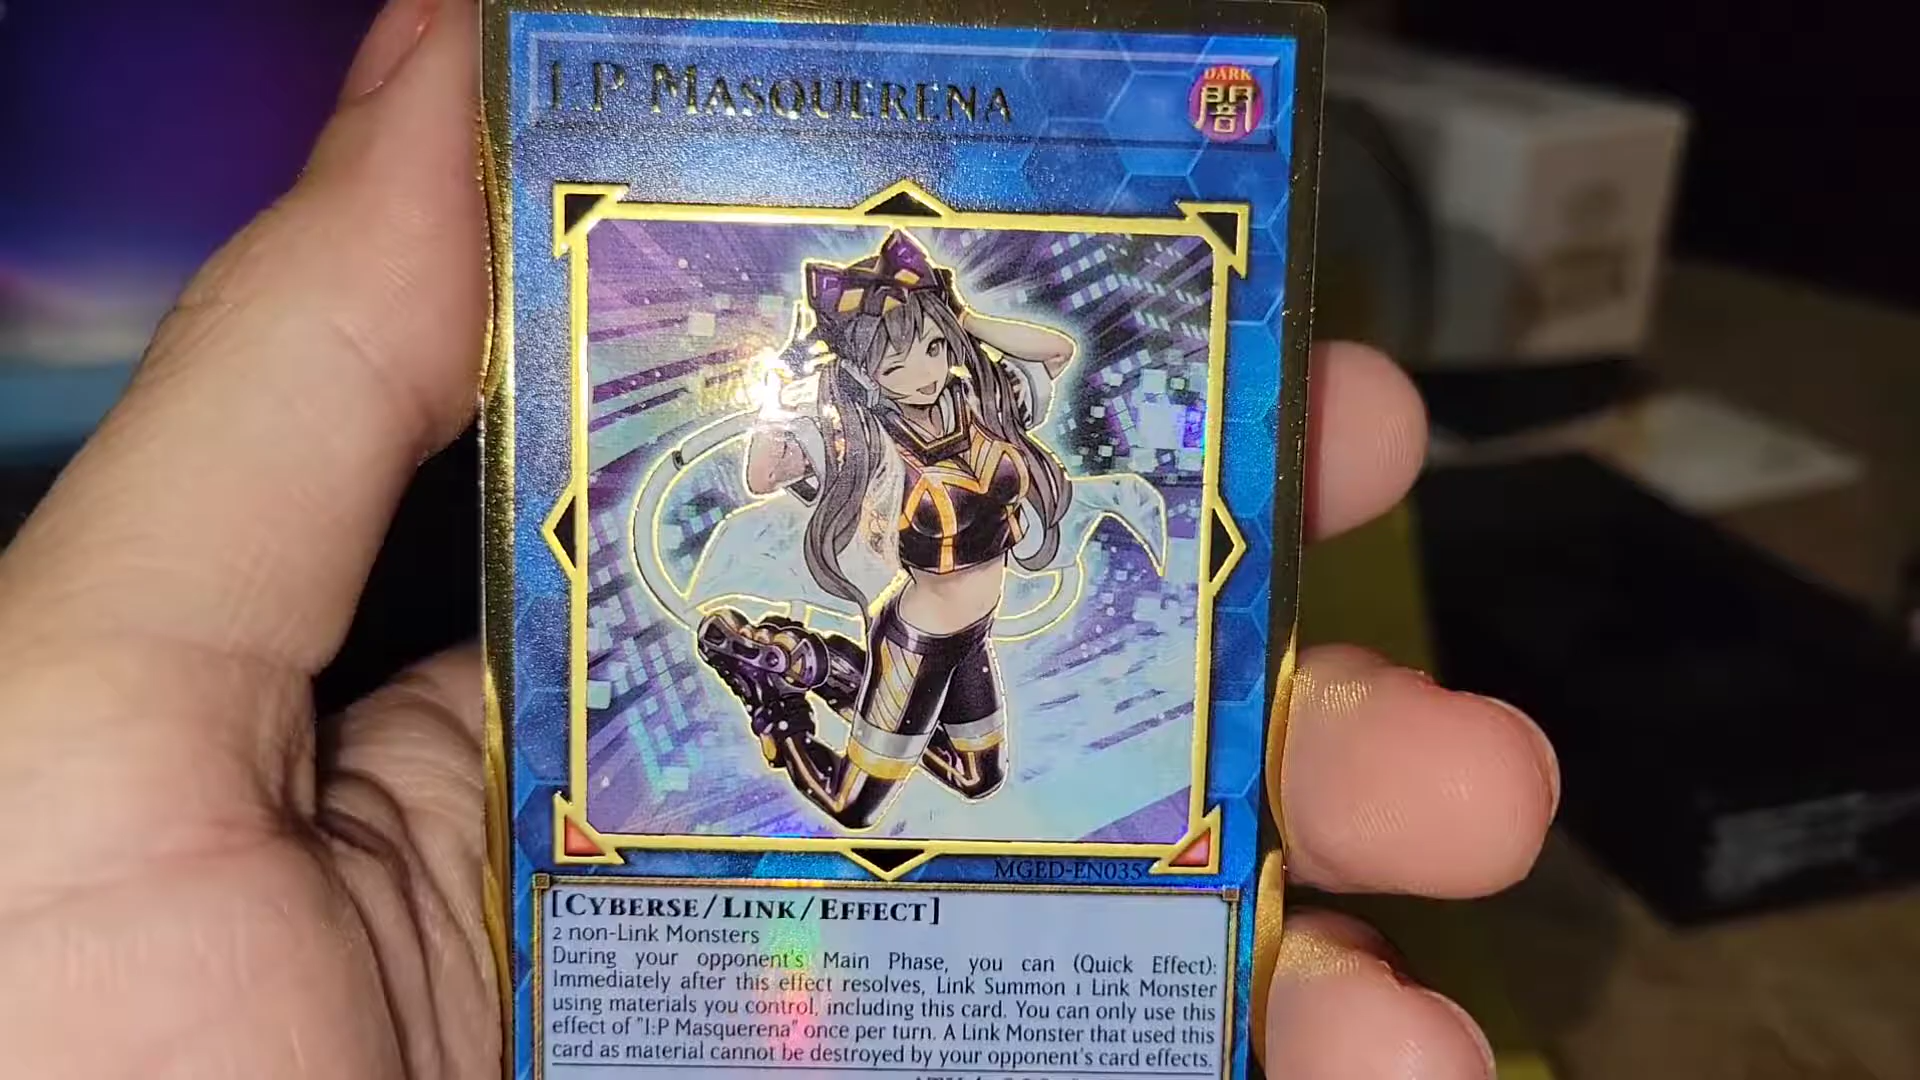 I:P MASQUERENA
DARK
闇
MGED-EN035
[CYBERSE/LINK/EFFECT]
2 non-Link Monsters
During your opponent's Main Phase, you can (Quick Effect):
Immediately after this effect resolves, Link Summon 1 Link Monster
using materials you control, including this card. You can only use this
effect of "I:P Masquerena" once per turn. A Link Monster that used this
card as material cannot be destroyed by your opponent's card effects.